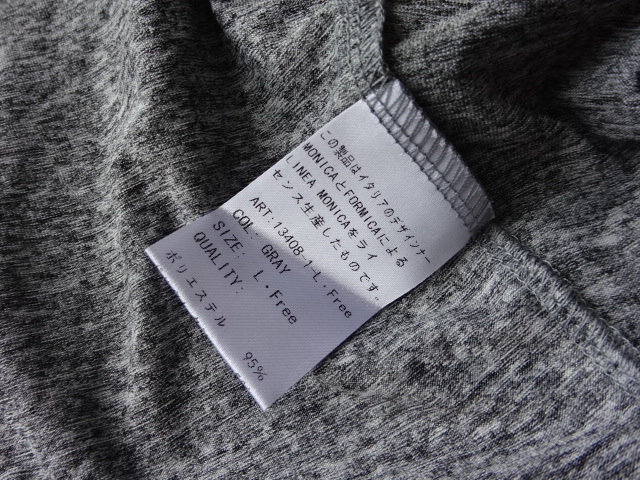 この製品はイタリアのデザイナー
MONICAとFORMICAによる
LINEA MONICAをライ
センス生産したものです。
ART:13408-1-L・Free
COL: GRAY
SIZE: L・Free
QUALITY:
ポリエステル 95%